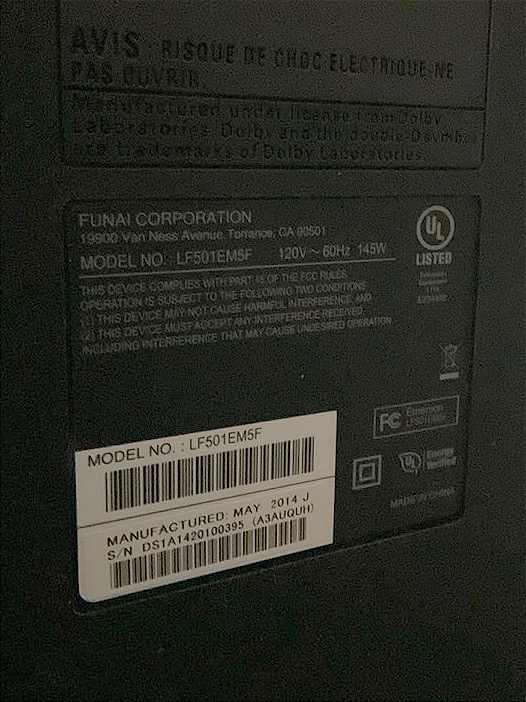 AVIS : RISQUE DE CHOC ELECTRIQUE-NE
PAS OUVRIR.
Manufactured under license from Dolby
Laboratories. Dolby and the double-D symbol
are trademarks of Dolby Laboratories.
FUNAI CORPORATION
19900 Van Ness Avenue, Torrance, CA 90501
MODEL NO. : LF501EM5F 120V ~ 60Hz 145W
UL
LISTED
THIS DEVICE COMPLIES WITH PART 15 OF THE FCC RULES.
OPERATION IS SUBJECT TO THE FOLLOWING TWO CONDITIONS
(1) THIS DEVICE MAY NOT CAUSE HARMFUL INTERFERENCE, AND
(2) THIS DEVICE MUST ACCEPT ANY INTERFERENCE RECEIVED,
INCLUDING INTERFERENCE THAT MAY CAUSE UNDESIRED OPERATION
FC Emerson
LF501EM5F
UL Energy
Verified
MADE IN CHINA
MODEL NO. : LF501EM5F
MANUFACTURED: MAY 2014 J
S/N DS1A1420100395 (A3AUQUH)